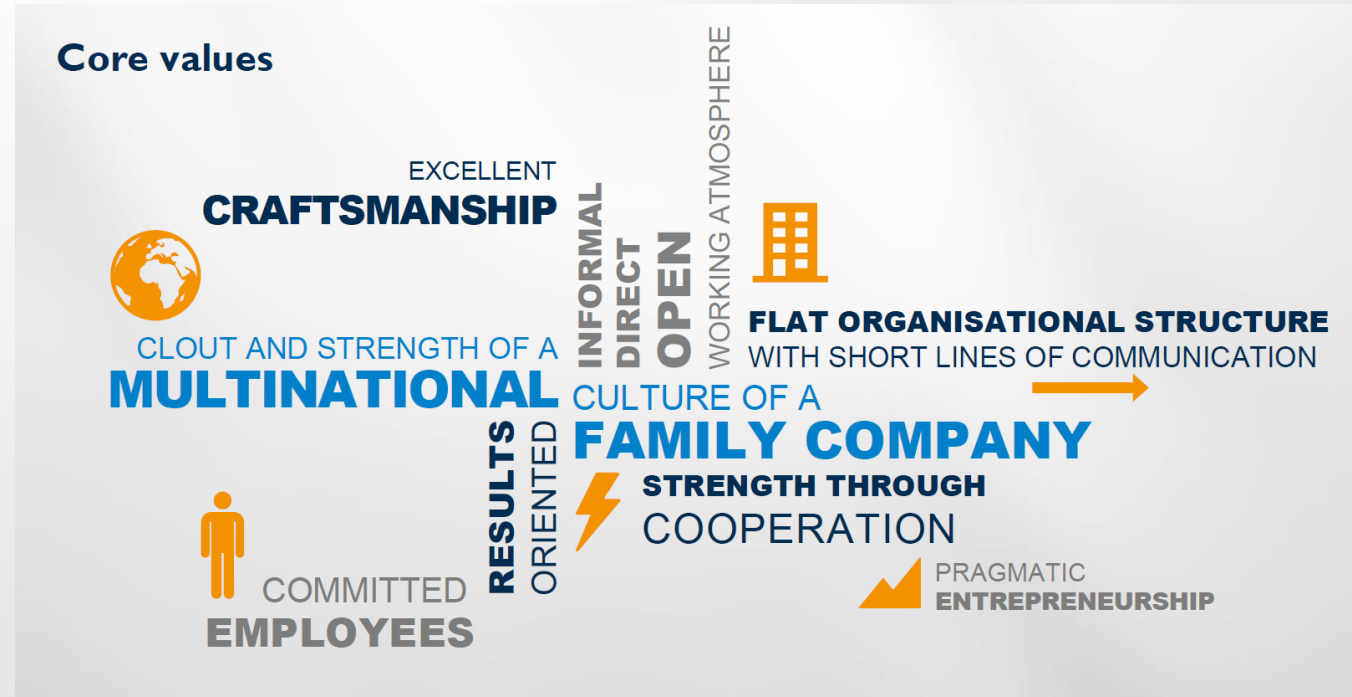 Core values
EXCELLENT
CRAFTSMANSHIP
INFORMAL
DIRECT
OPEN
WORKING ATMOSPHERE
FLAT ORGANISATIONAL STRUCTURE
WITH SHORT LINES OF COMMUNICATION
CLOUT AND STRENGTH OF A
MULTINATIONAL
CULTURE OF A
FAMILY COMPANY
RESULTS
ORIENTED
STRENGTH THROUGH
COOPERATION
COMMITTED
EMPLOYEES
PRAGMATIC
ENTREPRENEURSHIP